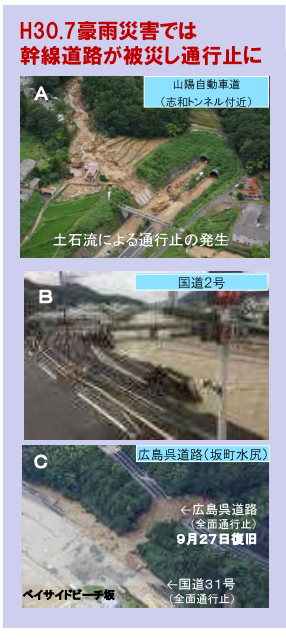 H30.7豪雨災害では
幹線道路が被災し通行止に
A
山陽自動車道
（志和トンネル付近）
土石流による通行止の発生
B
国道2号
C
広島呉道路（坂町水尻）
←広島呉道路
（全面通行止）
9月27日復旧
←国道31号
（全面通行止）
ベイサイドビーチ坂